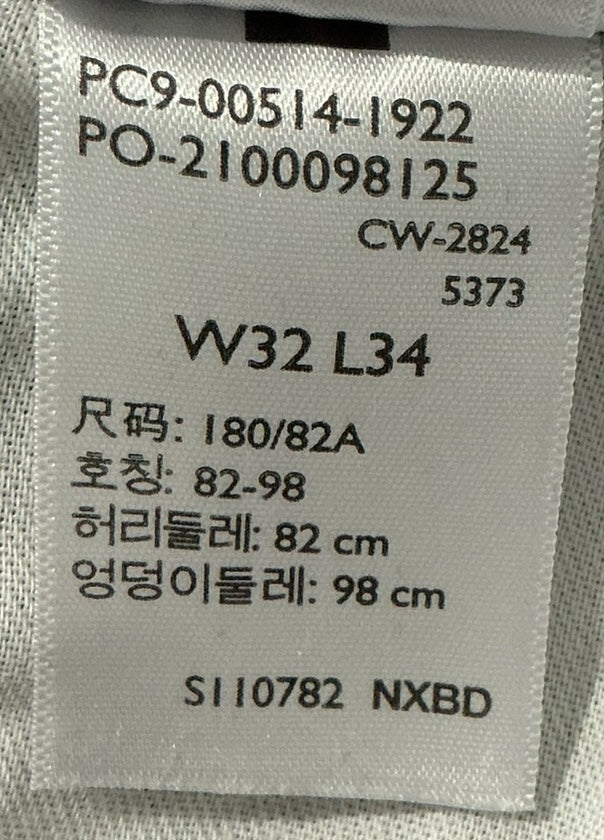 PC9-00514-1922
PO-2100098125
CW-2824
5373
W32 L34
尺码: 180/82A
호칭: 82-98
허리둘레: 82 cm
엉덩이둘레: 98 cm
S110782 NXBD